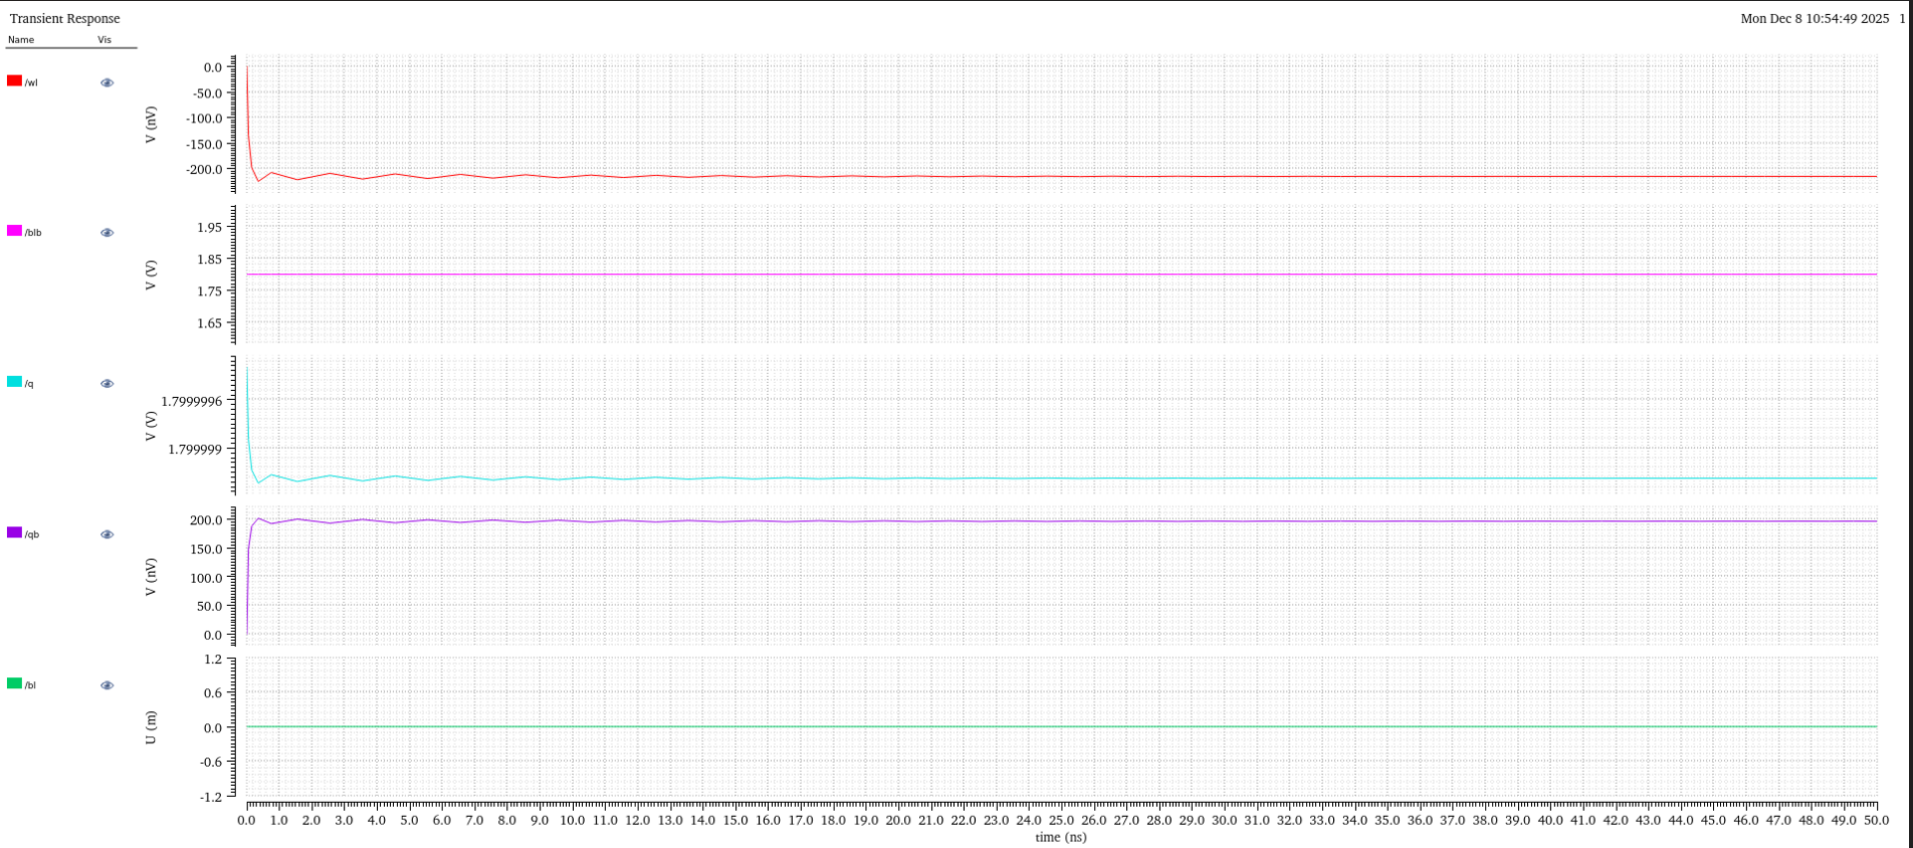 Transient Response
Mon Dec 8 10:54:49 2025 1
Name Vis
/wl
V (nV)
0.0
-50.0
-100.0
-150.0
-200.0
/blb
V (V)
1.95
1.85
1.75
1.65
/q
V (V)
1.7999996
1.799999
/qb
V (nV)
200.0
150.0
100.0
50.0
0.0
/bl
U (m)
1.2
0.6
0.0
-0.6
-1.2
0.0 1.0 2.0 3.0 4.0 5.0 6.0 7.0 8.0 9.0 10.0 11.0 12.0 13.0 14.0 15.0 16.0 17.0 18.0 19.0 20.0 21.0 22.0 23.0 24.0 25.0 26.0 27.0 28.0 29.0 30.0 31.0 32.0 33.0 34.0 35.0 36.0 37.0 38.0 39.0 40.0 41.0 42.0 43.0 44.0 45.0 46.0 47.0 48.0 49.0 50.0
time (ns)